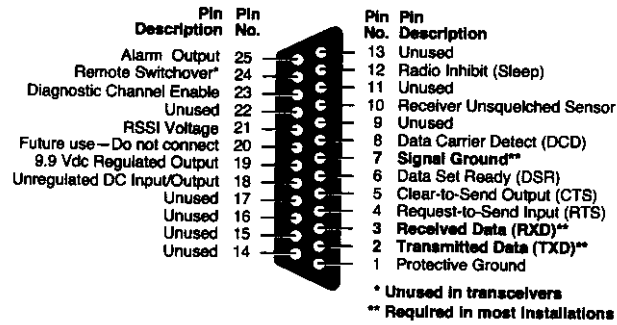 Pin Pin
Description No.
Alarm Output 25
Remote Switchover* 24
Diagnostic Channel Enable 23
Unused 22
RSSI Voltage 21
Future use—Do not connect 20
9.9 Vdc Regulated Output 19
Unregulated DC Input/Output 18
Unused 17
Unused 16
Unused 15
Unused 14
Pin Pin
No. Description
13 Unused
12 Radio Inhibit (Sleep)
11 Unused
10 Receiver Unsquelched Sensor
9 Unused
8 Data Carrier Detect (DCD)
7 Signal Ground**
6 Data Set Ready (DSR)
5 Clear-to-Send Output (CTS)
4 Request-to-Send Input (RTS)
3 Received Data (RXD)**
2 Transmitted Data (TXD)**
1 Protective Ground
* Unused in transceivers
** Required in most installations